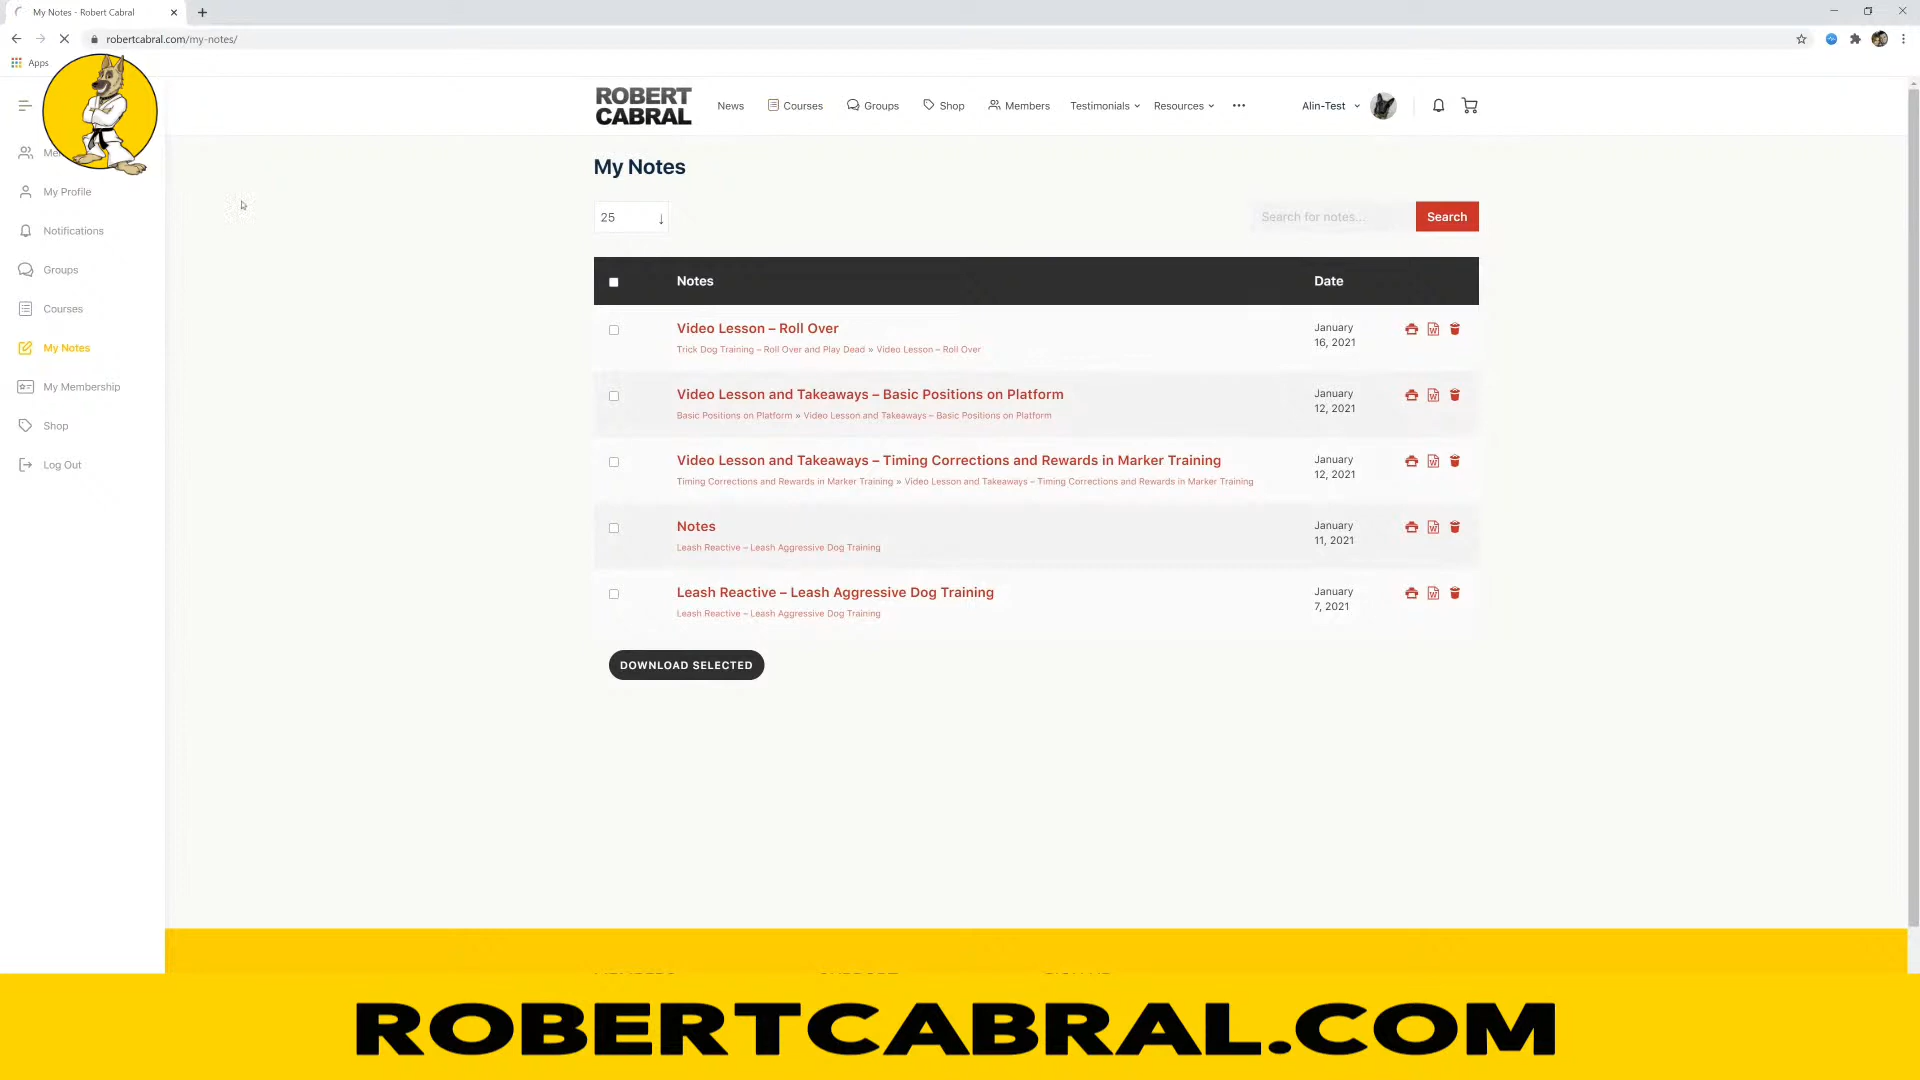 My Notes - Robert Cabral
robertcabral.com/my-notes/
Apps
ROBERT
CABRAL
News
Courses
Groups
Shop
Members
Testimonials
Resources
Alin-Test
My Profile
Notifications
Groups
Courses
My Notes
My Membership
Shop
Log Out
My Notes
25
Search for notes...
Search
Notes Date
Video Lesson – Roll Over
Trick Dog Training – Roll Over and Play Dead » Video Lesson – Roll Over
January
16, 2021
Video Lesson and Takeaways – Basic Positions on Platform
Basic Positions on Platform » Video Lesson and Takeaways – Basic Positions on Platform
January
12, 2021
Video Lesson and Takeaways – Timing Corrections and Rewards in Marker Training
Timing Corrections and Rewards in Marker Training » Video Lesson and Takeaways – Timing Corrections and Rewards in Marker Training
January
12, 2021
Notes
Leash Reactive – Leash Aggressive Dog Training
January
11, 2021
Leash Reactive – Leash Aggressive Dog Training
Leash Reactive – Leash Aggressive Dog Training
January
7, 2021
DOWNLOAD SELECTED
ROBERTCABRAL.COM